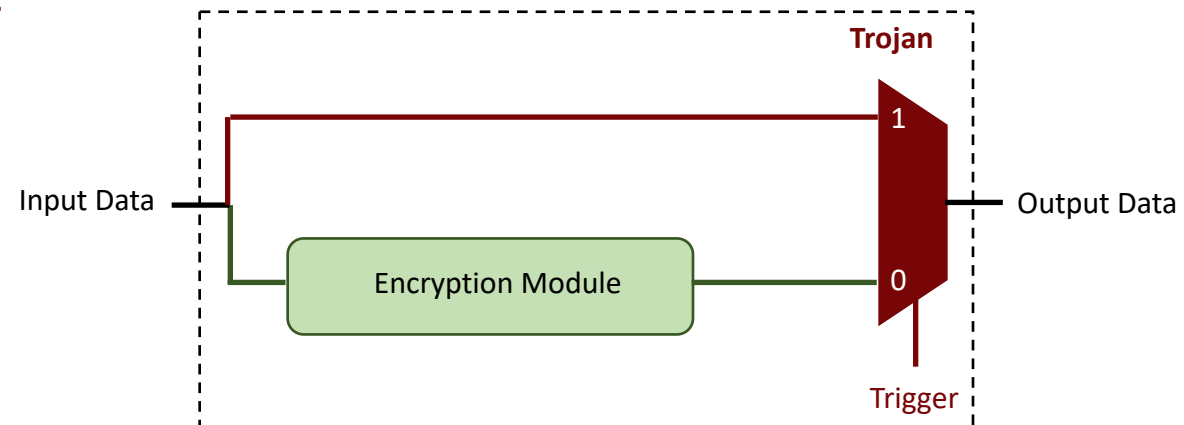 Trojan
1
Input Data
Output Data
Encryption Module
0
Trigger